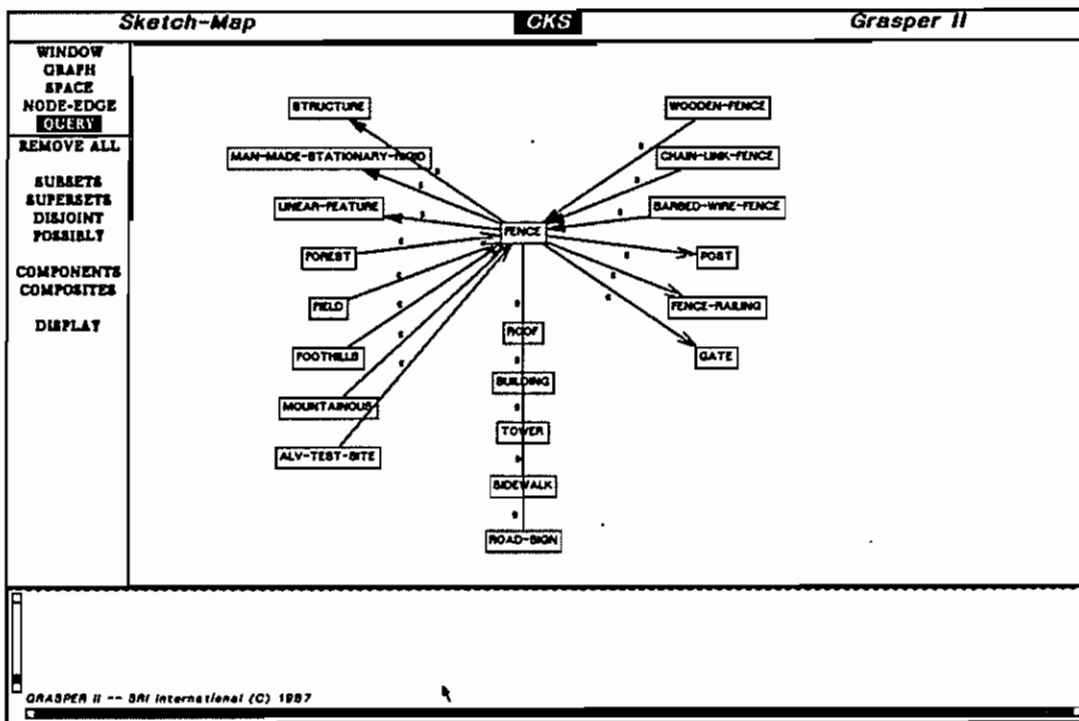 Sketch-Map CKS Grasper II
WINDOW
GRAPH
SPACE
NODE-EDGE
QUERY
REMOVE ALL
SUBSETS
SUPERSETS
DISJOINT
POSSIBLY
COMPONENTS
COMPOSITES
DISPLAY
STRUCTURE
MAN-MADE-STATIONARY-RIGID
LINEAR-FEATURE
FOREST
FIELD
FOOTHILLS
MOUNTAINOUS
ALV-TEST-SITE
FENCE
ROOF
BUILDING
TOWER
SIDEWALK
ROAD-SIGN
WOODEN-FENCE
CHAIN-LINK-FENCE
BARBED-WIRE-FENCE
POST
FENCE-RAILING
GATE
GRASPER II -- SRI International (C) 1987